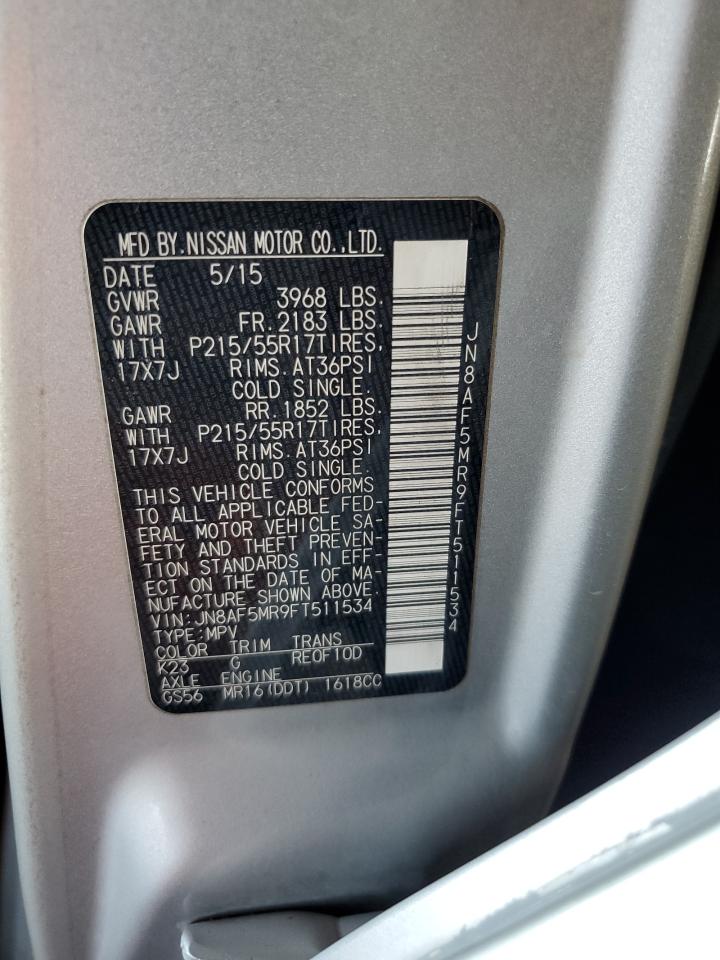 MFD BY.NISSAN MOTOR CO.,LTD.
DATE 5/15
GVWR 3968 LBS.
GAWR FR.2183 LBS.
WITH P215/55R17TIRES,
17X7J RIMS.AT36PSI
COLD SINGLE.
GAWR RR.1852 LBS.
WITH P215/55R17TIRES,
17X7J RIMS.AT36PSI
COLD SINGLE.
THIS VEHICLE CONFORMS
TO ALL APPLICABLE FED-
ERAL MOTOR VEHICLE SA-
FETY AND THEFT PREVEN-
TION STANDARDS IN EFF-
ECT ON THE DATE OF MA-
NUFACTURE SHOWN ABOVE.
VIN:JN8AF5MR9FT511534
TYPE:MPV
COLOR TRIM TRANS
K23 G RE0F10D
AXLE ENGINE
GS56 MR16(DDT) 1618CC
JN8AF5MR9FT511534